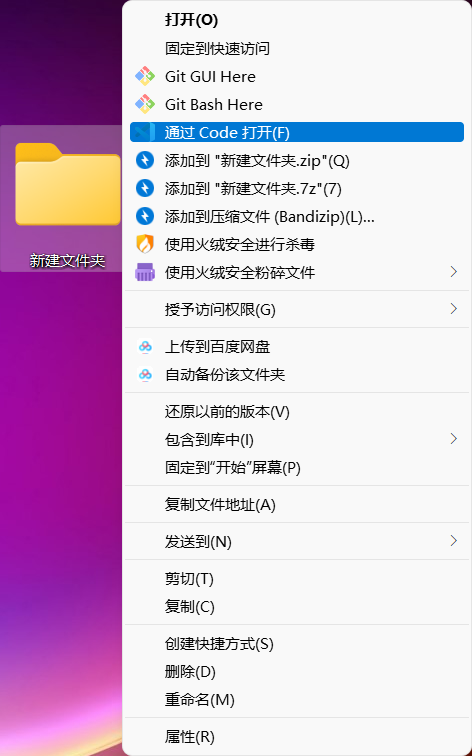 打开(O)
固定到快速访问
Git GUI Here
Git Bash Here
通过 Code 打开(F)
添加到 "新建文件夹.zip"(Q)
添加到 "新建文件夹.7z"(7)
添加到压缩文件 (Bandizip)(L)...
使用火绒安全进行杀毒
使用火绒安全粉碎文件
授予访问权限(G)
上传到百度网盘
自动备份该文件夹
还原以前的版本(V)
包含到库中(I)
固定到“开始”屏幕(P)
复制文件地址(A)
发送到(N)
剪切(T)
复制(C)
创建快捷方式(S)
删除(D)
重命名(M)
属性(R)
新建文件夹